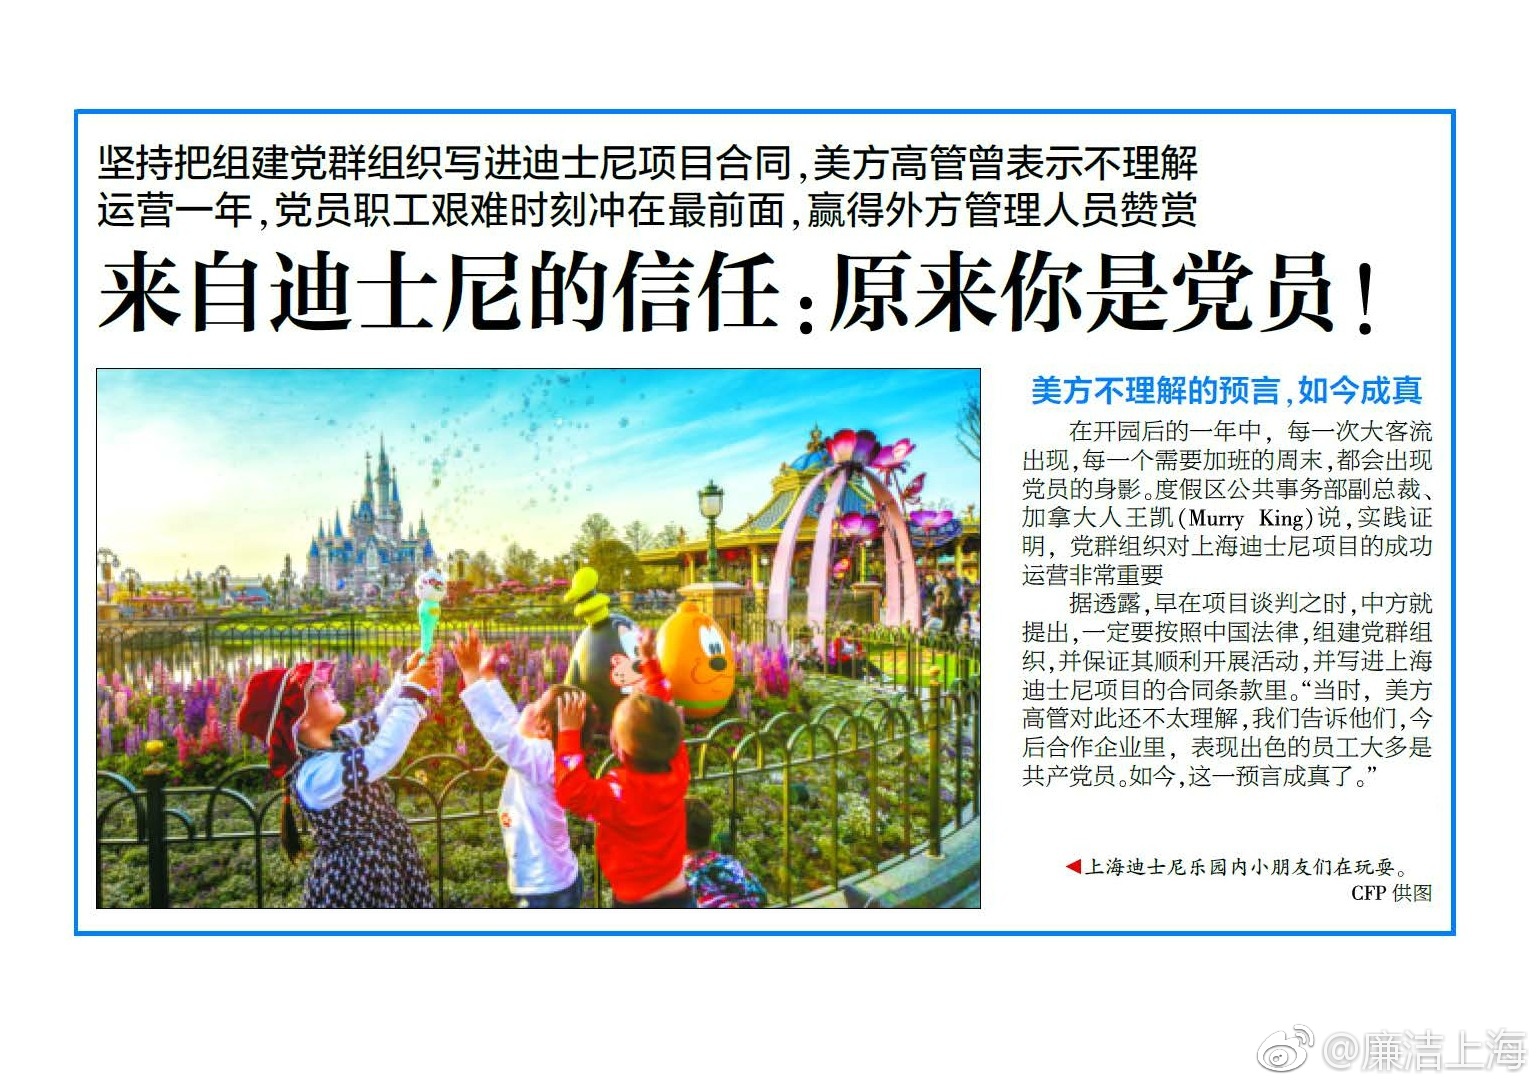 坚持把组建党群组织写进迪士尼项目合同,美方高管曾表示不理解
运营一年,党员职工艰难时刻冲在最前面,赢得外方管理人员赞赏
来自迪士尼的信任:原来你是党员!
美方不理解的预言,如今成真
在开园后的一年中，每一次大客流
出现,每一个需要加班的周末,都会出现
党员的身影。度假区公共事务部副总裁、
加拿大人王凯(Murry King)说,实践证
明，党群组织对上海迪士尼项目的成功
运营非常重要
据透露,早在项目谈判之时,中方就
提出,一定要按照中国法律,组建党群组
织,并保证其顺利开展活动,并写进上海
迪士尼项目的合同条款里。“当时，美方
高管对此还不太理解,我们告诉他们,今
后合作企业里，表现出色的员工大多是
共产党员。如今,这一预言成真了。”
◀上海迪士尼乐园内小朋友们在玩耍。
CFP 供图
@廉洁上海